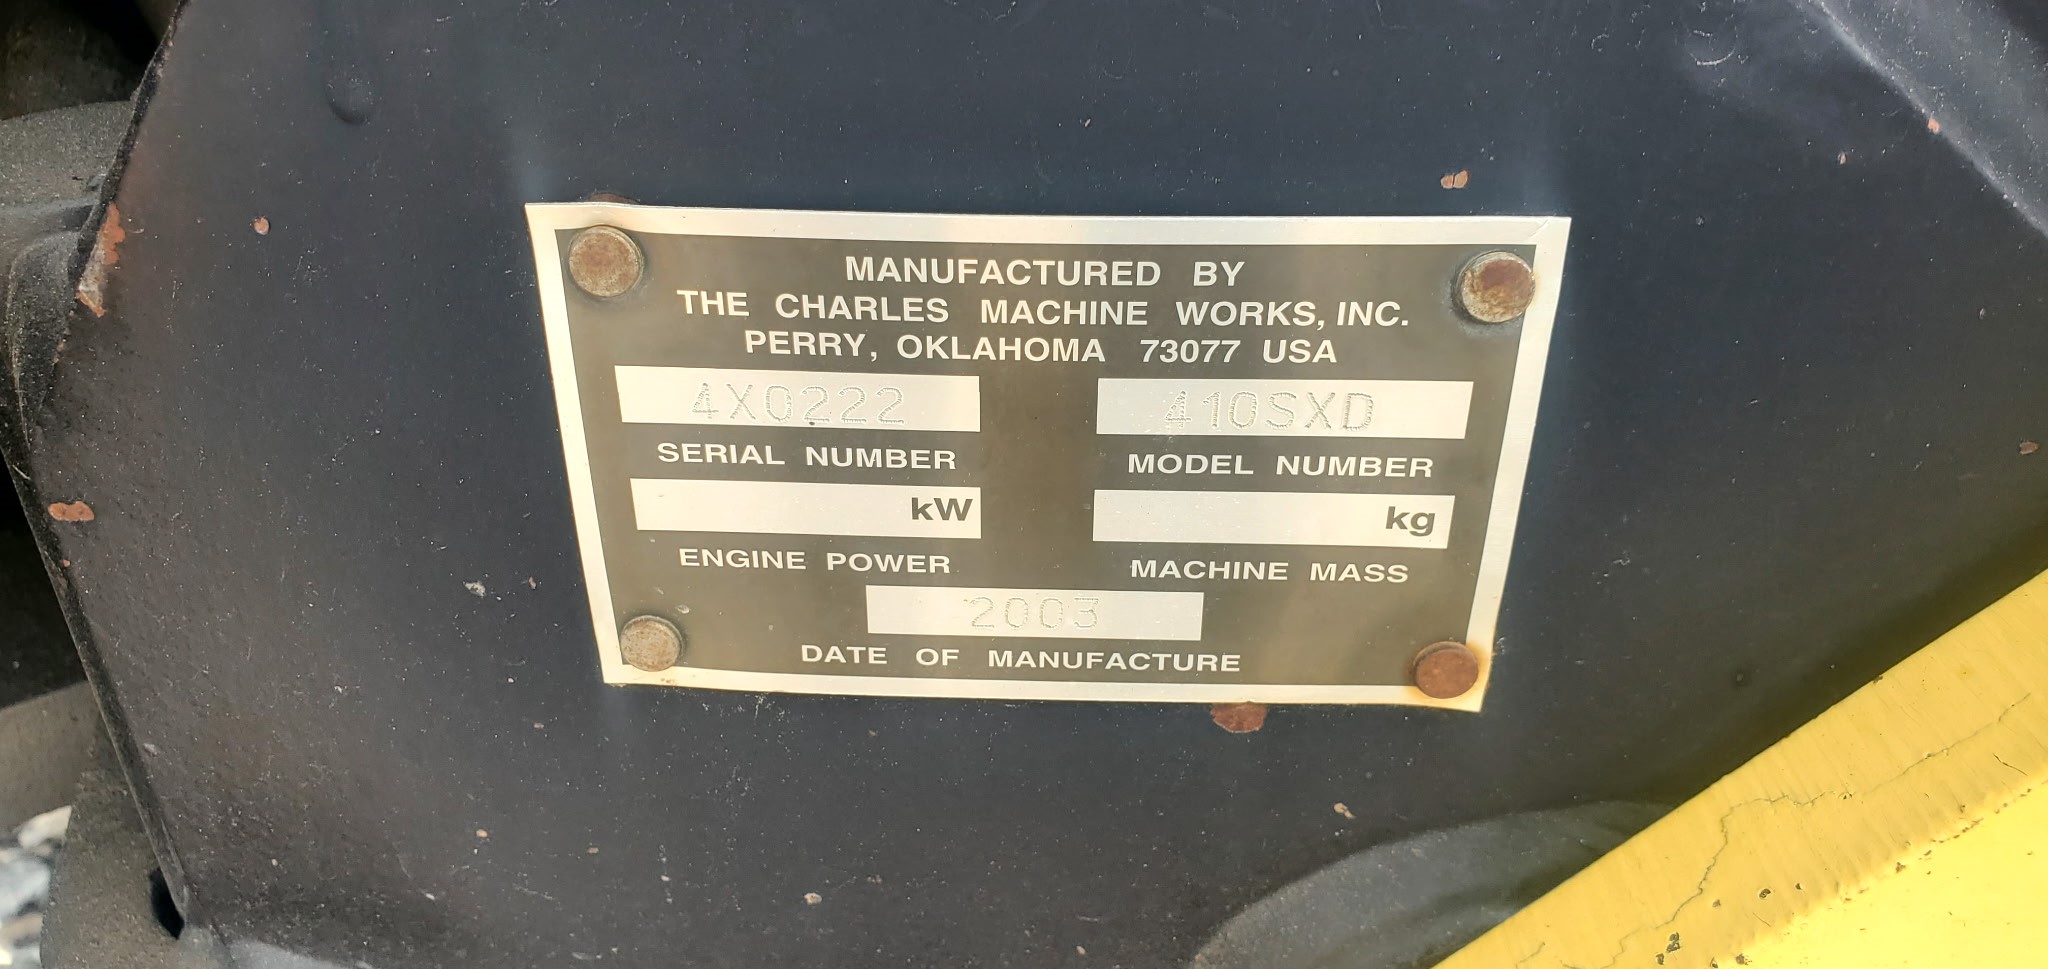 MANUFACTURED BY
THE CHARLES MACHINE WORKS, INC.
PERRY, OKLAHOMA 73077 USA
4X0222 410SXD
SERIAL NUMBER MODEL NUMBER
kW kg
ENGINE POWER MACHINE MASS
2003
DATE OF MANUFACTURE